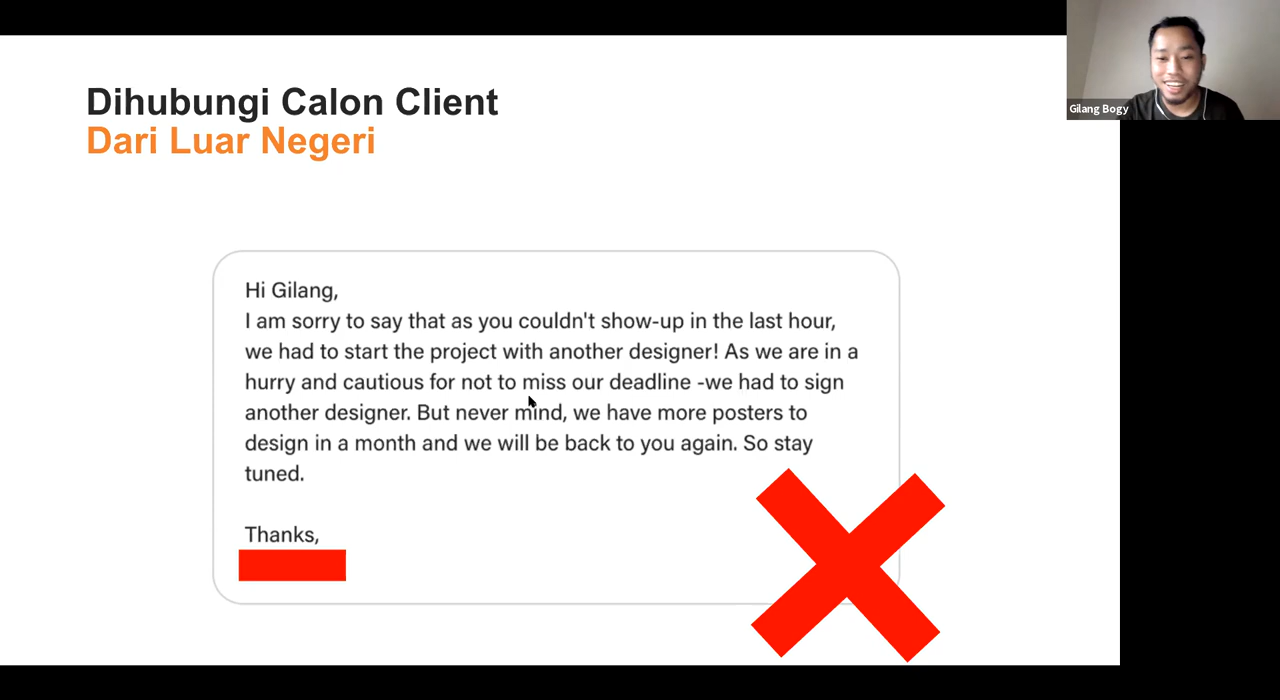 Dihubungi Calon Client
Dari Luar Negeri
Gilang Bogy
Hi Gilang,
I am sorry to say that as you couldn't show-up in the last hour,
we had to start the project with another designer! As we are in a
hurry and cautious for not to miss our deadline -we had to sign
another designer. But never mind, we have more posters to
design in a month and we will be back to you again. So stay
tuned.
Thanks,